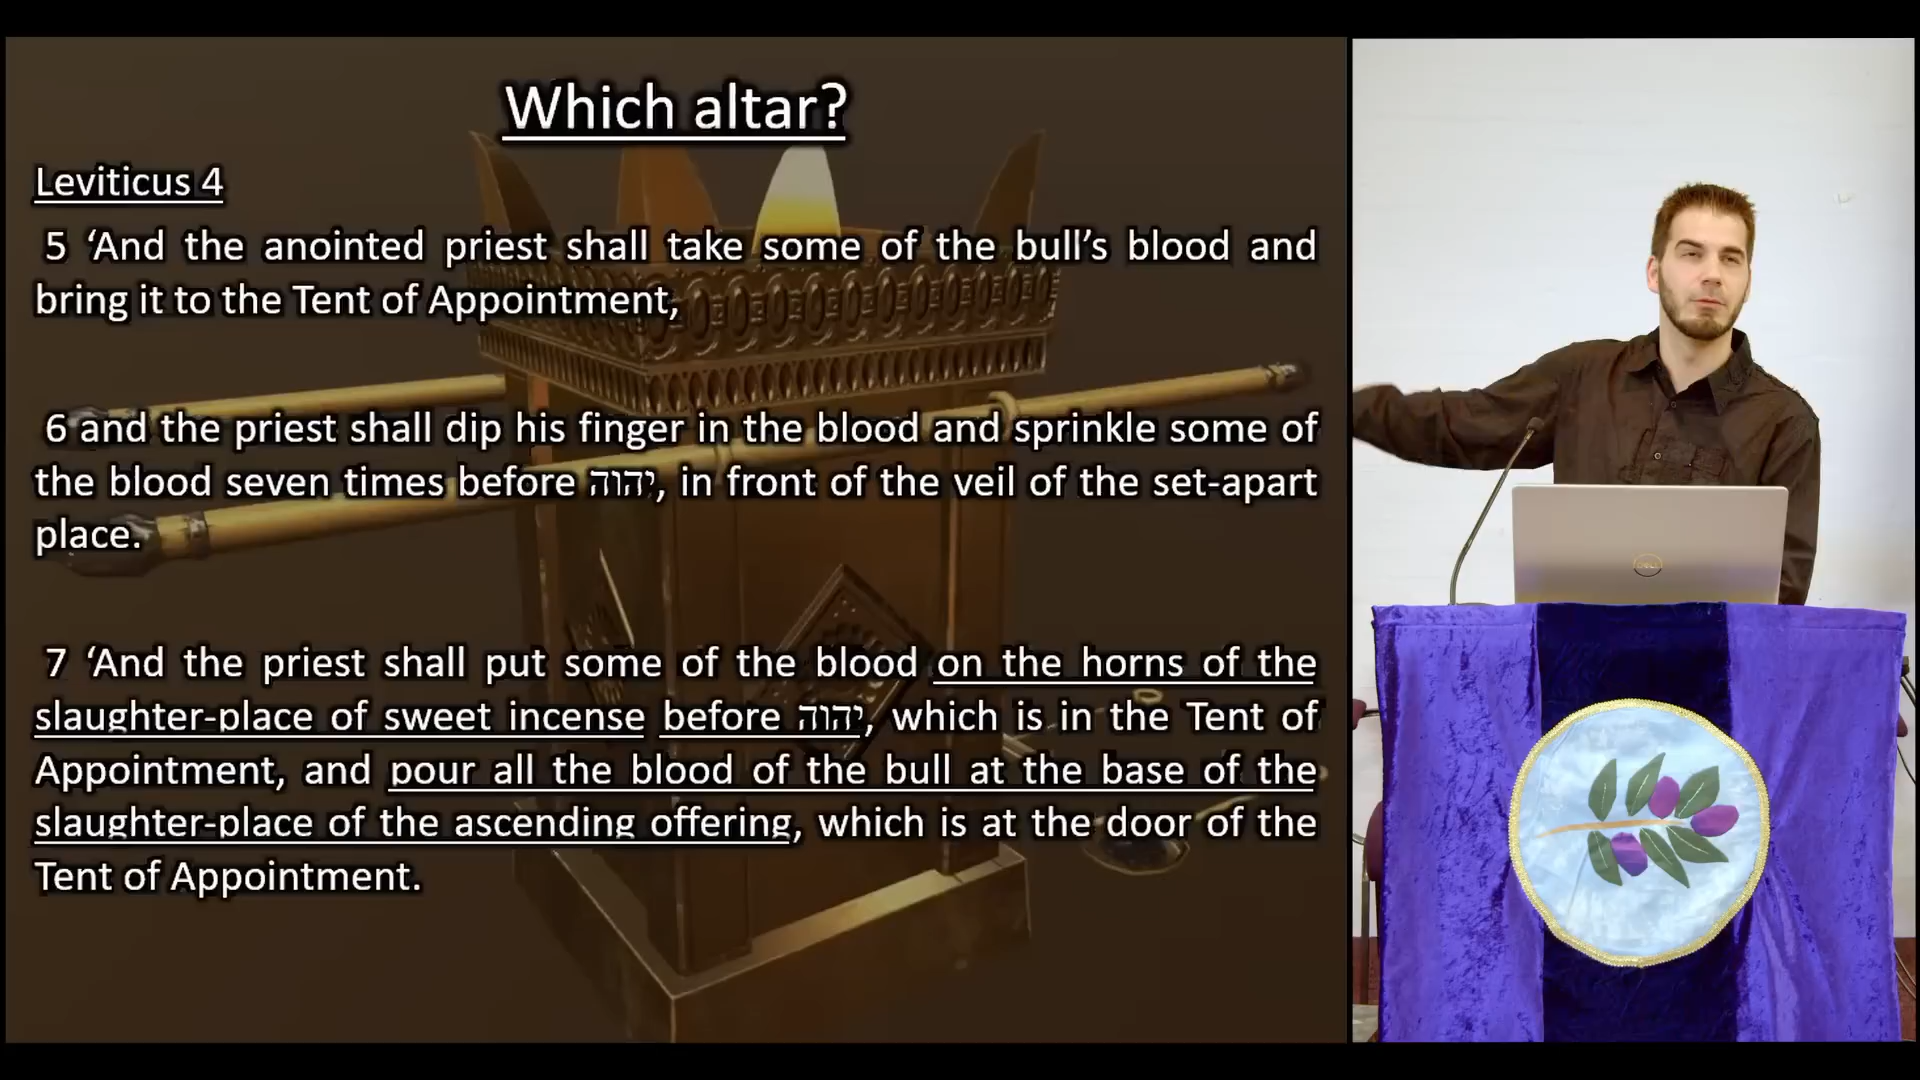 Which altar?
Leviticus 4
5 ‘And the anointed priest shall take some of the bull’s blood and
bring it to the Tent of Appointment,
6 and the priest shall dip his finger in the blood and sprinkle some of
the blood seven times before יהוה, in front of the veil of the set-apart
place.
7 ‘And the priest shall put some of the blood on the horns of the
slaughter-place of sweet incense before יהוה, which is in the Tent of
Appointment, and pour all the blood of the bull at the base of the
slaughter-place of the ascending offering, which is at the door of the
Tent of Appointment.
DELL